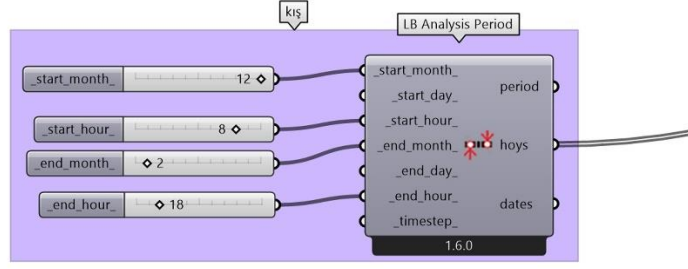 kış
LB Analysis Period
_start_month_ 12
_start_hour_ 8
_end_month_ 2
_end_hour_ 18
_start_month_
_start_day_
_start_hour_
_end_month_
_end_day_
_end_hour_
_timestep_
period
hoys
dates
1.6.0